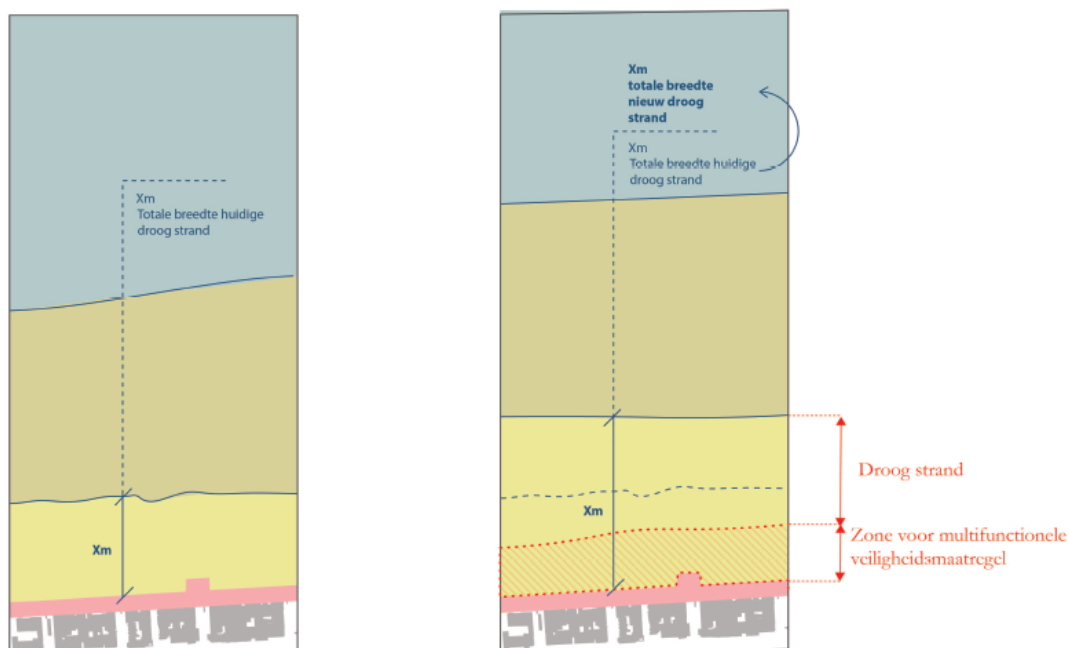 Xm
Totale breedte huidige
droog strand
Xm
Xm
totale breedte
nieuw droog
strand
Xm
Totale breedte huidige
droog strand
Xm
Droog strand
Zone voor multifunctionele
veiligheidsmaatregel